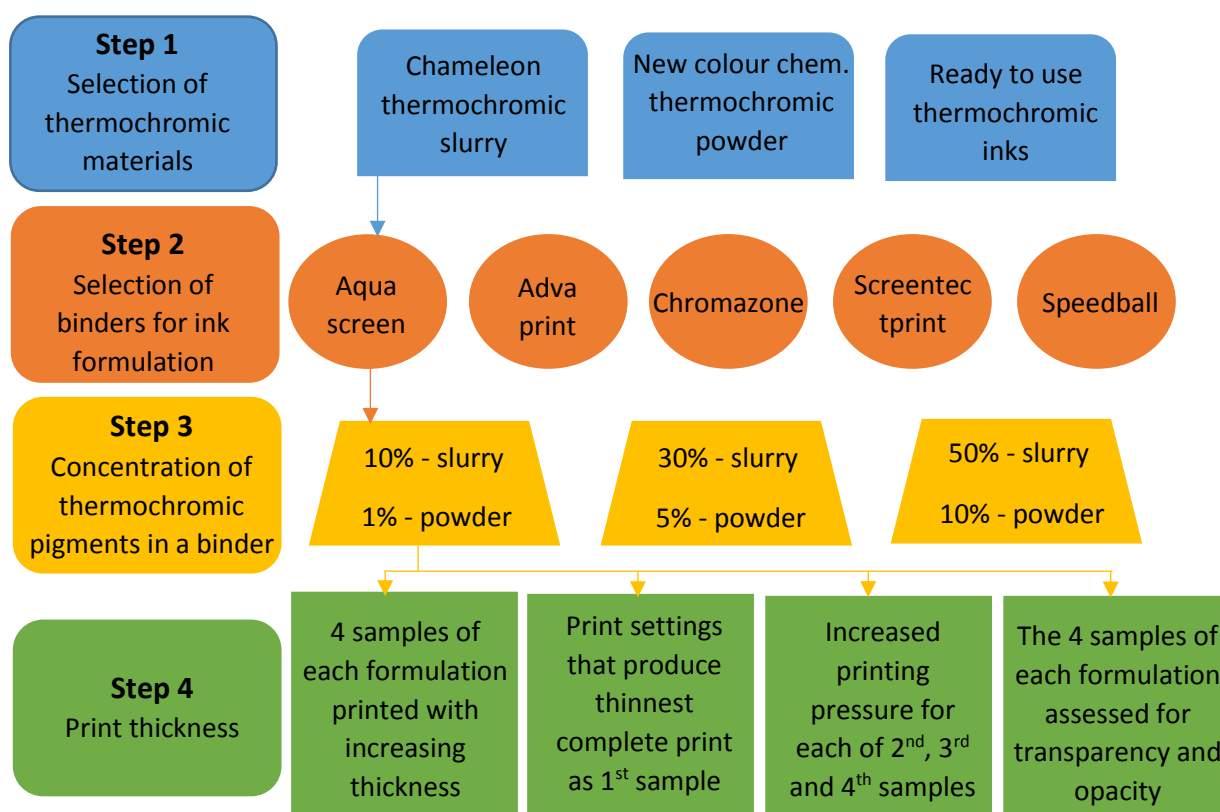 Step 1
Selection of
thermochromic
materials
Chameleon
thermochromic
slurry
New colour chem.
thermochromic
powder
Ready to use
thermochromic
inks
Step 2
Selection of
binders for ink
formulation
Aqua
screen
Adva
print
Chromazone
Screentec
tprint
Speedball
Step 3
Concentration of
thermochromic
pigments in a binder
10% - slurry
1% - powder
30% - slurry
5% - powder
50% - slurry
10% - powder
Step 4
Print thickness
4 samples of
each formulation
printed with
increasing
thickness
Print settings
that produce
thinnest
complete print
as 1st sample
Increased
printing
pressure for
each of 2nd, 3rd
and 4th samples
The 4 samples of
each formulation
assessed for
transparency and
opacity